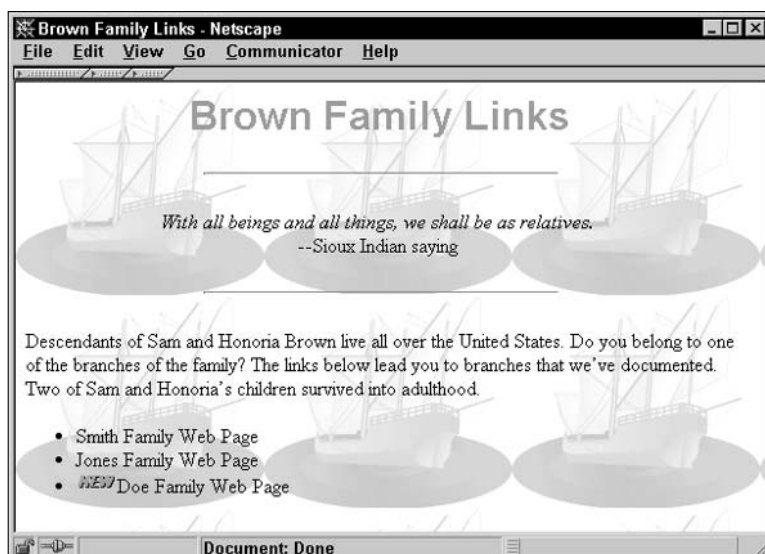 Brown Family Links - Netscape
File Edit View Go Communicator Help
Brown Family Links
With all beings and all things, we shall be as relatives.
--Sioux Indian saying
Descendants of Sam and Honoria Brown live all over the United States. Do you belong to one
of the branches of the family? The links below lead you to branches that we've documented.
Two of Sam and Honoria's children survived into adulthood.
• Smith Family Web Page
• Jones Family Web Page
• NEW Doe Family Web Page
Document: Done